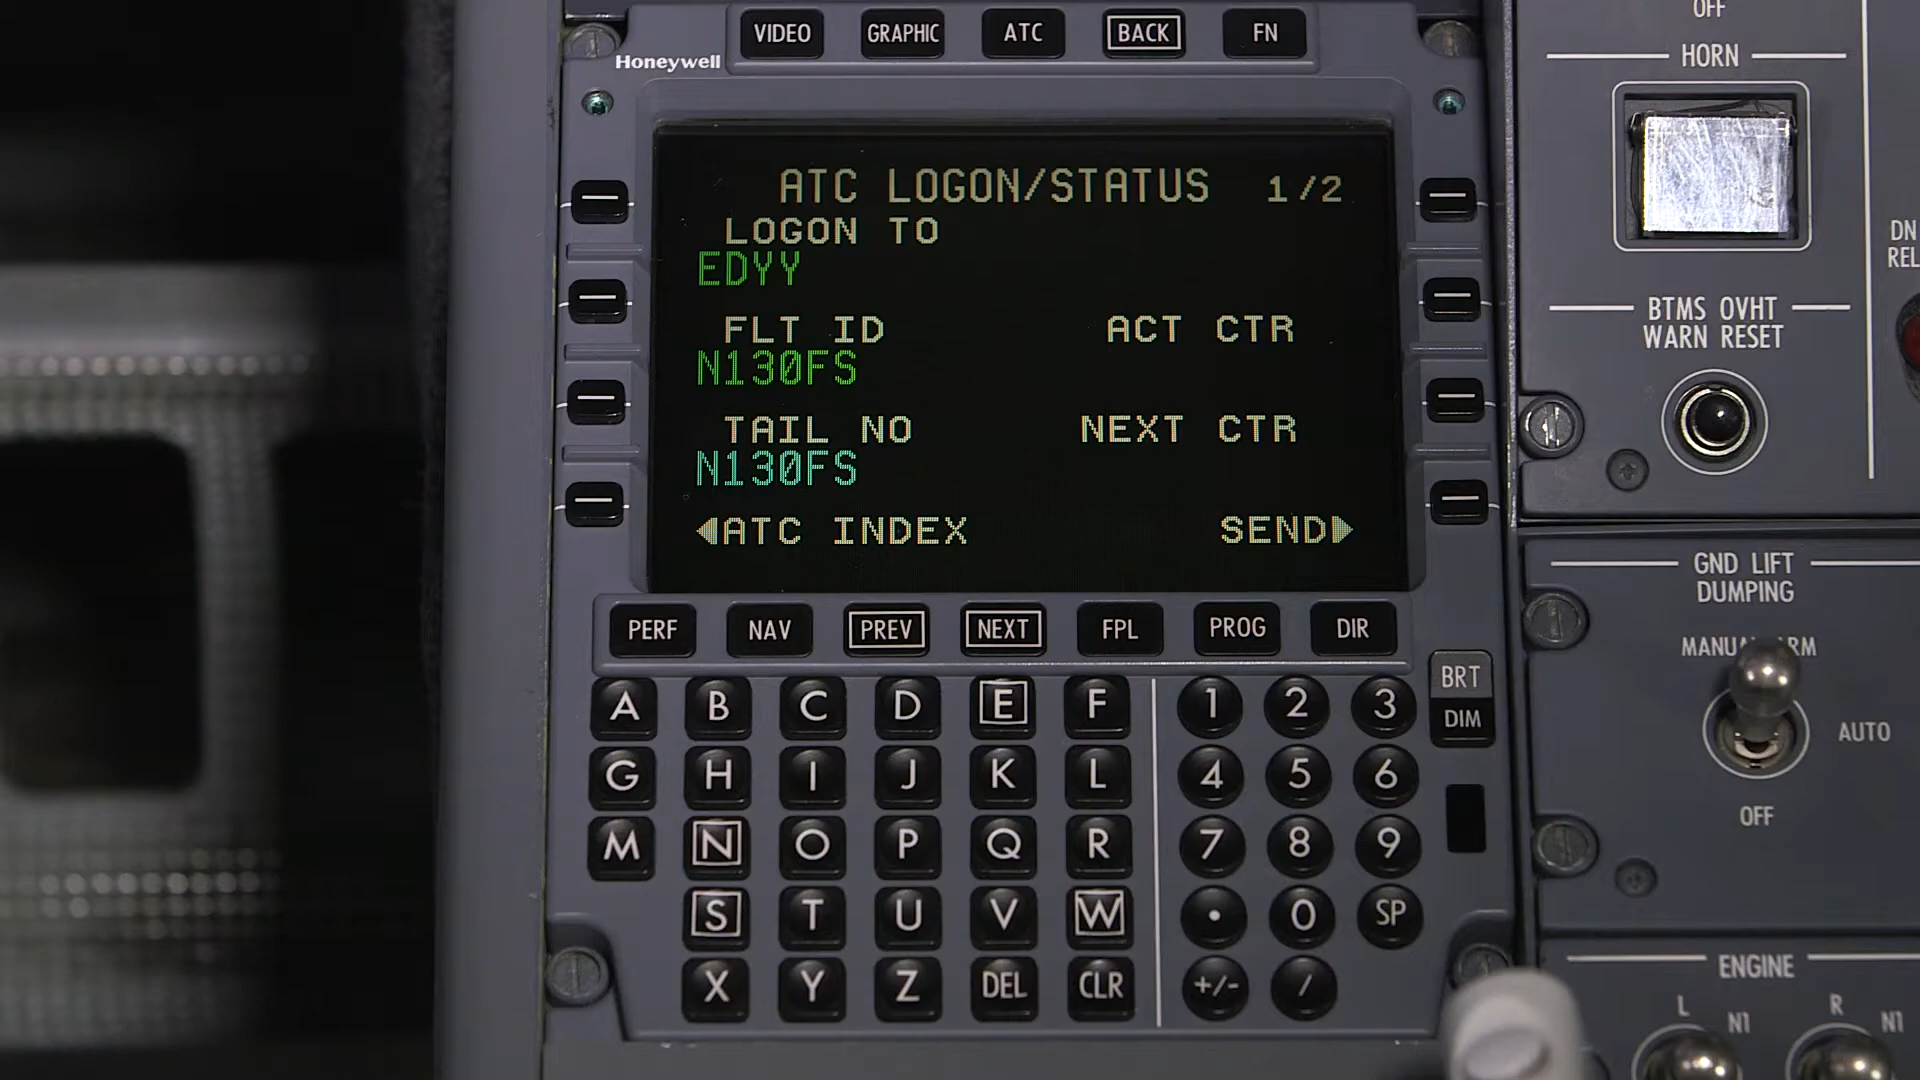 VIDEO GRAPHIC ATC BACK FN
Honeywell
ATC LOGON/STATUS 1/2
LOGON TO
EDYY
FLT ID ACT CTR
N130FS
TAIL NO NEXT CTR
N130FS
ATC INDEX SEND
PERF NAV PREV NEXT FPL PROG DIR
BRT
DIM
A B C D E F 1 2 3
G H I J K L 4 5 6
M N O P Q R 7 8 9
S T U V W • 0 SP
X Y Z DEL CLR +/- /
OFF
HORN
DN
REL
BTMS OVHT
WARN RESET
GND LIFT
DUMPING
MANUAL ARM
AUTO
OFF
ENGINE
L N1 R N1